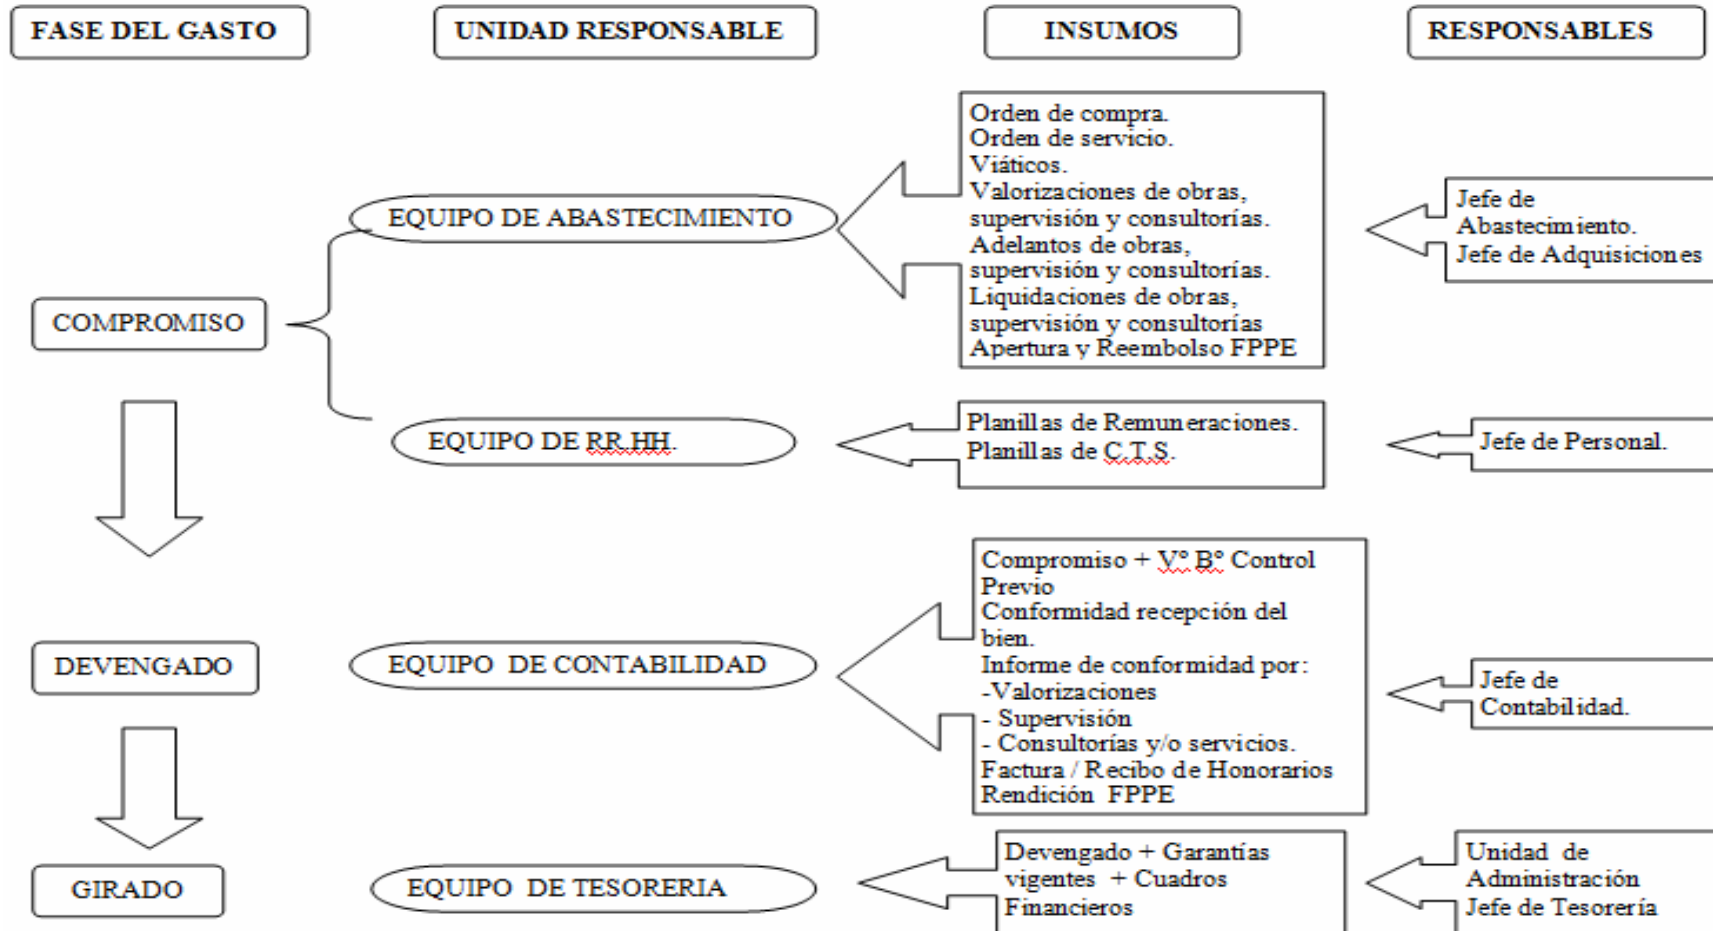 FASE DEL GASTO
UNIDAD RESPONSABLE
INSUMOS
RESPONSABLES
COMPROMISO
EQUIPO DE ABASTECIMIENTO
Orden de compra.
Orden de servicio.
Viáticos.
Valorizaciones de obras,
supervisión y consultorías.
Adelantos de obras,
supervisión y consultorías.
Liquidaciones de obras,
supervisión y consultorías
Apertura y Reembolso FPPE
Jefe de
Abastecimiento.
Jefe de Adquisiciones
EQUIPO DE RR.HH.
Planillas de Remuneraciones.
Planillas de C.T.S.
Jefe de Personal.
DEVENGADO
EQUIPO DE CONTABILIDAD
Compromiso + V° B° Control
Previo
Conformidad recepción del
bien.
Informe de conformidad por:
-Valorizaciones
- Supervisión
- Consultorías y/o servicios.
Factura / Recibo de Honorarios
Rendición FPPE
Jefe de
Contabilidad.
GIRADO
EQUIPO DE TESORERIA
Devengado + Garantías
vigentes + Cuadros
Financieros
Unidad de
Administración
Jefe de Tesorería